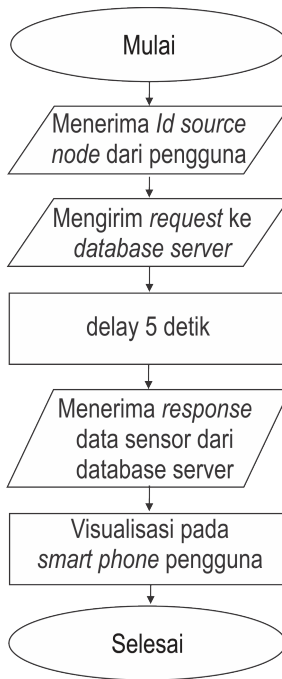 Mulai
Menerima Id source
node dari pengguna
Mengirim request ke
database server
delay 5 detik
Menerima response
data sensor dari
database server
Visualisasi pada
smart phone pengguna
Selesai